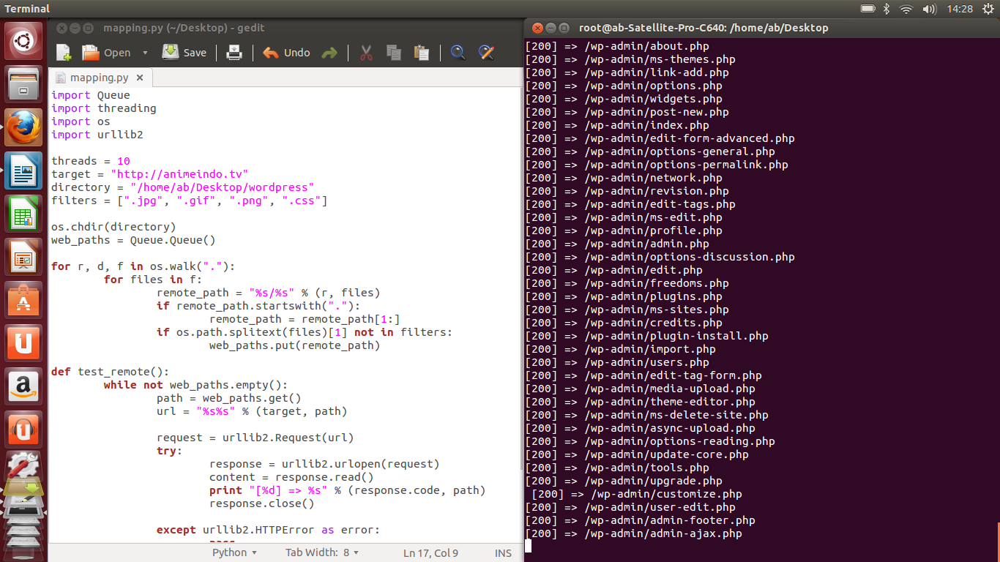 Terminal
14:28
mapping.py (~/Desktop) - gedit
Open
Save
Undo
mapping.py
import Queue
import threading
import os
import urllib2
threads = 10
target = "http://animeindo.tv"
directory = "/home/ab/Desktop/wordpress"
filters = [".jpg", ".gif", ".png", ".css"]
os.chdir(directory)
web_paths = Queue.Queue()
for r, d, f in os.walk("."):
for files in f:
remote_path = "%s/%s" % (r, files)
if remote_path.startswith("."):
remote_path = remote_path[1:]
if os.path.splitext(files)[1] not in filters:
web_paths.put(remote_path)
def test_remote():
while not web_paths.empty():
path = web_paths.get()
url = "%s%s" % (target, path)
request = urllib2.Request(url)
try:
response = urllib2.urlopen(request)
content = response.read()
print "[%d] => %s" % (response.code, path)
response.close()
except urllib2.HTTPError as error:
pass
Python
Tab Width: 8
Ln 17, Col 9
INS
root@ab-Satellite-Pro-C640: /home/ab/Desktop
[200] => /wp-admin/about.php
[200] => /wp-admin/ms-themes.php
[200] => /wp-admin/link-add.php
[200] => /wp-admin/options.php
[200] => /wp-admin/widgets.php
[200] => /wp-admin/post-new.php
[200] => /wp-admin/index.php
[200] => /wp-admin/edit-form-advanced.php
[200] => /wp-admin/options-general.php
[200] => /wp-admin/options-permalink.php
[200] => /wp-admin/network.php
[200] => /wp-admin/revision.php
[200] => /wp-admin/edit-tags.php
[200] => /wp-admin/ms-edit.php
[200] => /wp-admin/profile.php
[200] => /wp-admin/admin.php
[200] => /wp-admin/options-discussion.php
[200] => /wp-admin/edit.php
[200] => /wp-admin/freedoms.php
[200] => /wp-admin/plugins.php
[200] => /wp-admin/ms-sites.php
[200] => /wp-admin/credits.php
[200] => /wp-admin/plugin-install.php
[200] => /wp-admin/import.php
[200] => /wp-admin/users.php
[200] => /wp-admin/edit-tag-form.php
[200] => /wp-admin/media-upload.php
[200] => /wp-admin/theme-editor.php
[200] => /wp-admin/ms-delete-site.php
[200] => /wp-admin/async-upload.php
[200] => /wp-admin/options-reading.php
[200] => /wp-admin/update-core.php
[200] => /wp-admin/tools.php
[200] => /wp-admin/upgrade.php
[200] => /wp-admin/customize.php
[200] => /wp-admin/user-edit.php
[200] => /wp-admin/admin-footer.php
[200] => /wp-admin/admin-ajax.php